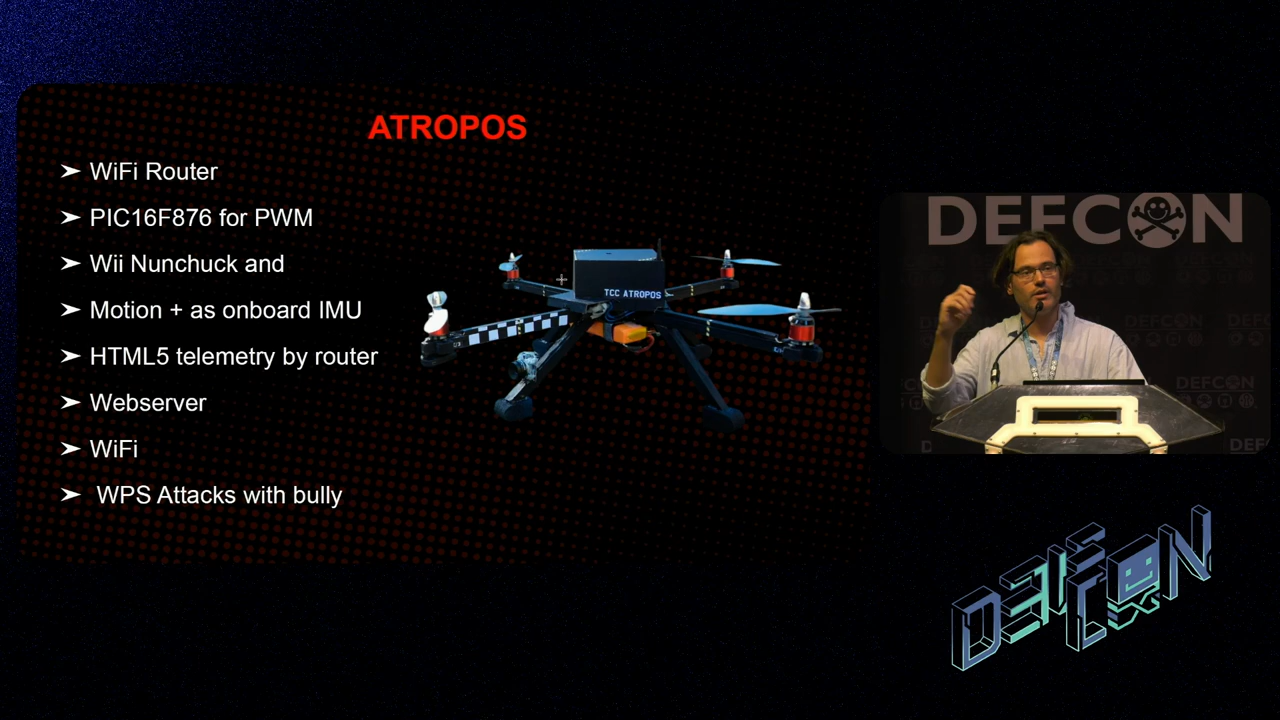 ATROPOS
➤ WiFi Router
➤ PIC16F876 for PWM
➤ Wii Nunchuck and
➤ Motion + as onboard IMU
➤ HTML5 telemetry by router
➤ Webserver
➤ WiFi
➤ WPS Attacks with bully
TCC ATROPOS
DEFCON
DEFCON
DEFCON